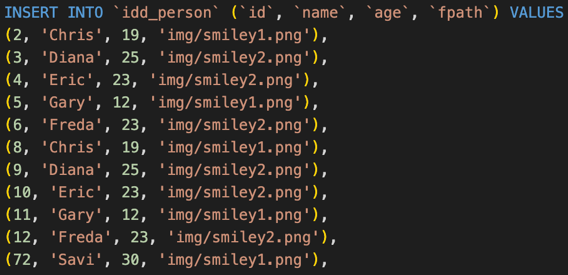 INSERT INTO `idd_person` (`id`, `name`, `age`, `fpath`) VALUES
(2, 'Chris', 19, 'img/smiley1.png'),
(3, 'Diana', 25, 'img/smiley2.png'),
(4, 'Eric', 23, 'img/smiley2.png'),
(5, 'Gary', 12, 'img/smiley1.png'),
(6, 'Freda', 23, 'img/smiley2.png'),
(8, 'Chris', 19, 'img/smiley1.png'),
(9, 'Diana', 25, 'img/smiley2.png'),
(10, 'Eric', 23, 'img/smiley2.png'),
(11, 'Gary', 12, 'img/smiley1.png'),
(12, 'Freda', 23, 'img/smiley2.png'),
(72, 'Savi', 30, 'img/smiley1.png'),